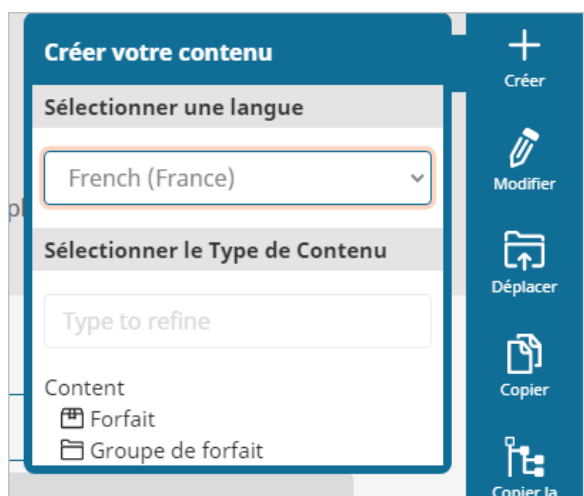 Créer votre contenu
Sélectionner une langue
French (France)
Sélectionner le Type de Contenu
Type to refine
Content
Forfait
Groupe de forfait
Créer
Modifier
Déplacer
Copier
Copier la